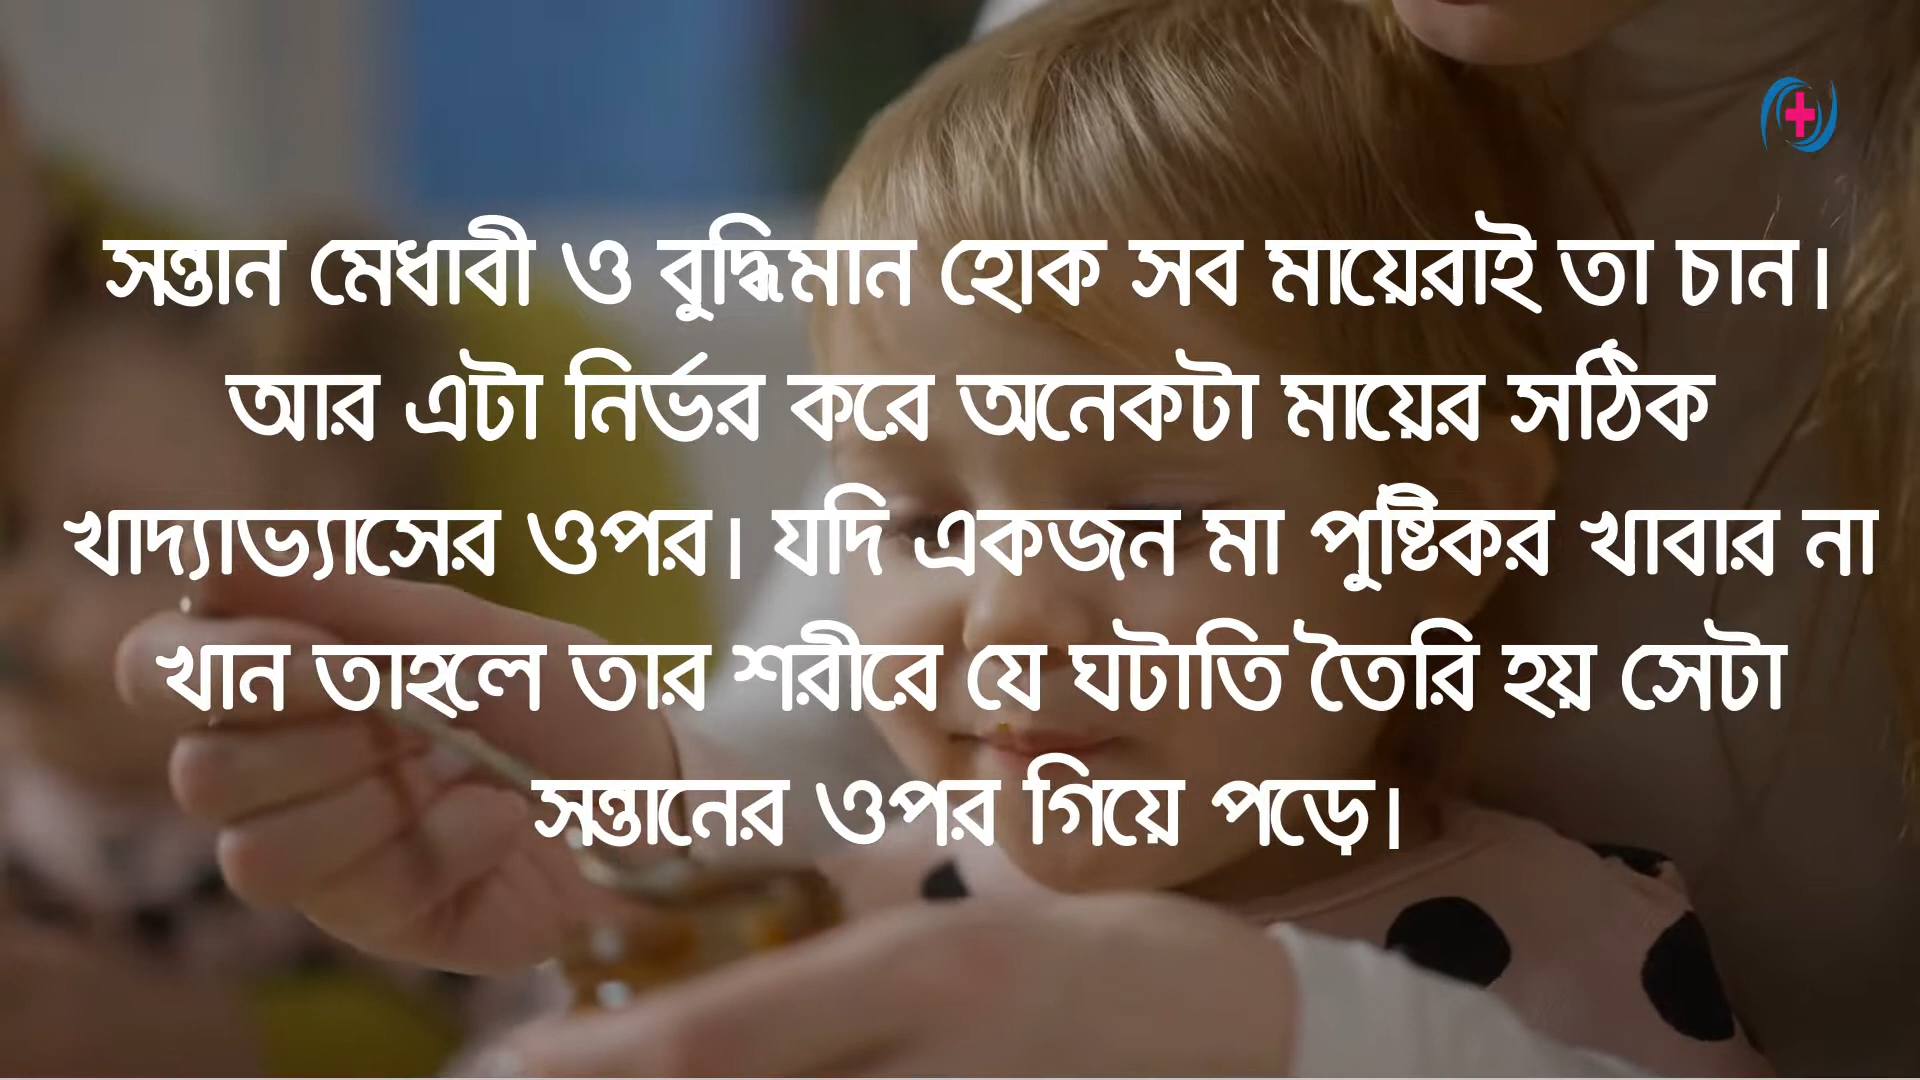 সন্তান মেধাবী ও বুদ্ধিমান হোক সব মায়েরাই তা চান।
আর এটা নির্ভর করে অনেকটা মায়ের সঠিক
খাদ্যাভ্যাসের ওপর। যদি একজন মা পুষ্টিকর খাবার না
খান তাহলে তার শরীরে যে ঘটাতি তৈরি হয় সেটা
সন্তানের ওপর গিয়ে পড়ে।